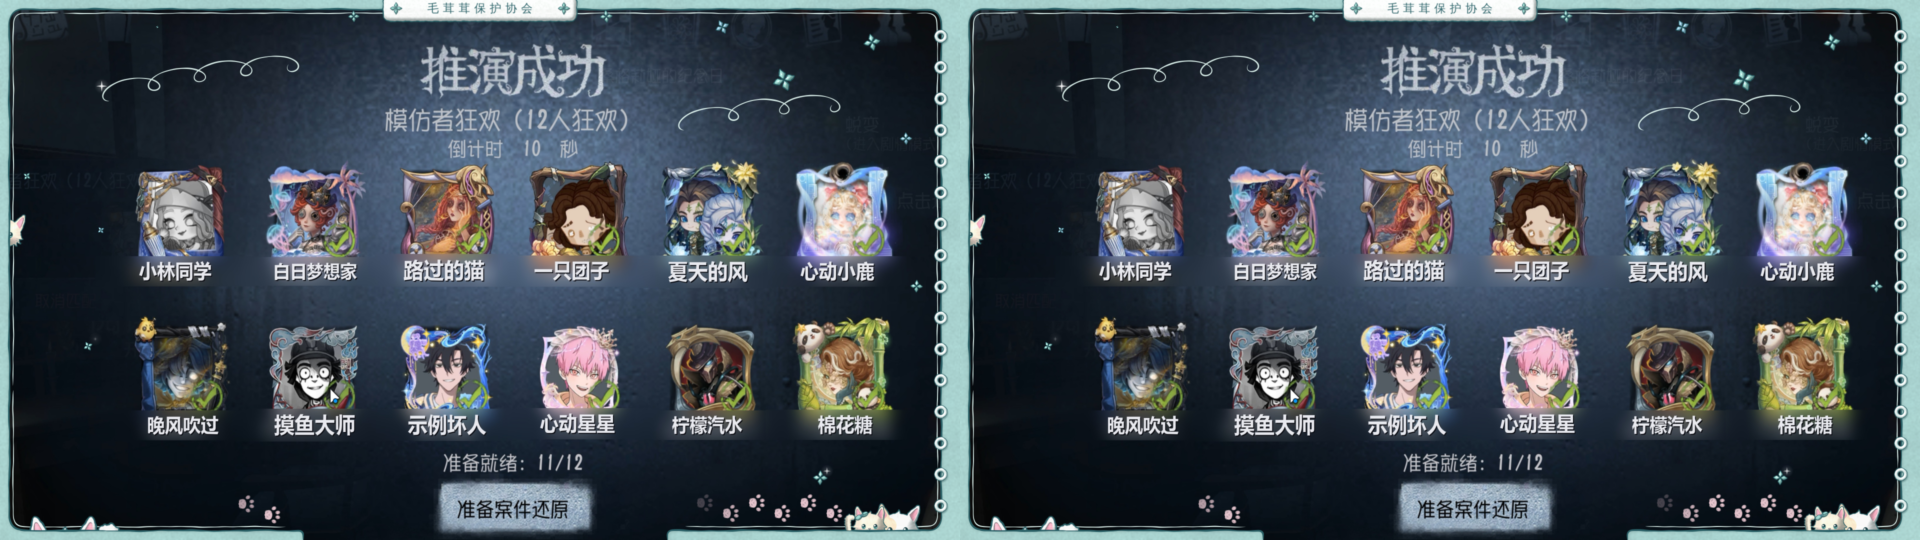 毛茸茸保护协会
推演成功
模仿者狂欢（12人狂欢）
倒计时 10 秒
小林同学 白日梦想家 路过的猫 一只团子 夏天的风 心动小鹿
晚风吹过 摸鱼大师 示例坏人 心动星星 柠檬汽水 棉花糖
准备就绪：11/12
准备案件还原
毛茸茸保护协会
推演成功
模仿者狂欢（12人狂欢）
倒计时 10 秒
小林同学 白日梦想家 路过的猫 一只团子 夏天的风 心动小鹿
晚风吹过 摸鱼大师 示例坏人 心动星星 柠檬汽水 棉花糖
准备就绪：11/12
准备案件还原